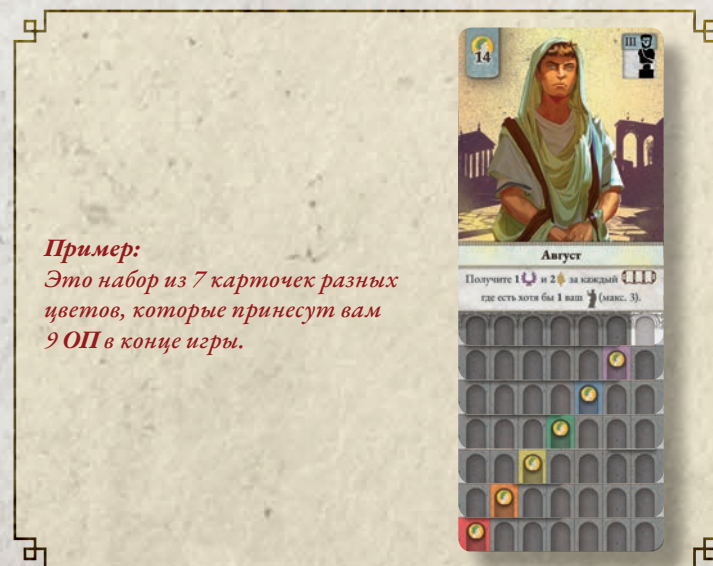 Пример:
Это набор из 7 карточек разных
цветов, которые принесут вам
9 ОП в конце игры.
14
III
Август
Получите 1 и 2 за каждый
где есть хотя бы 1 ваш (макс. 3).